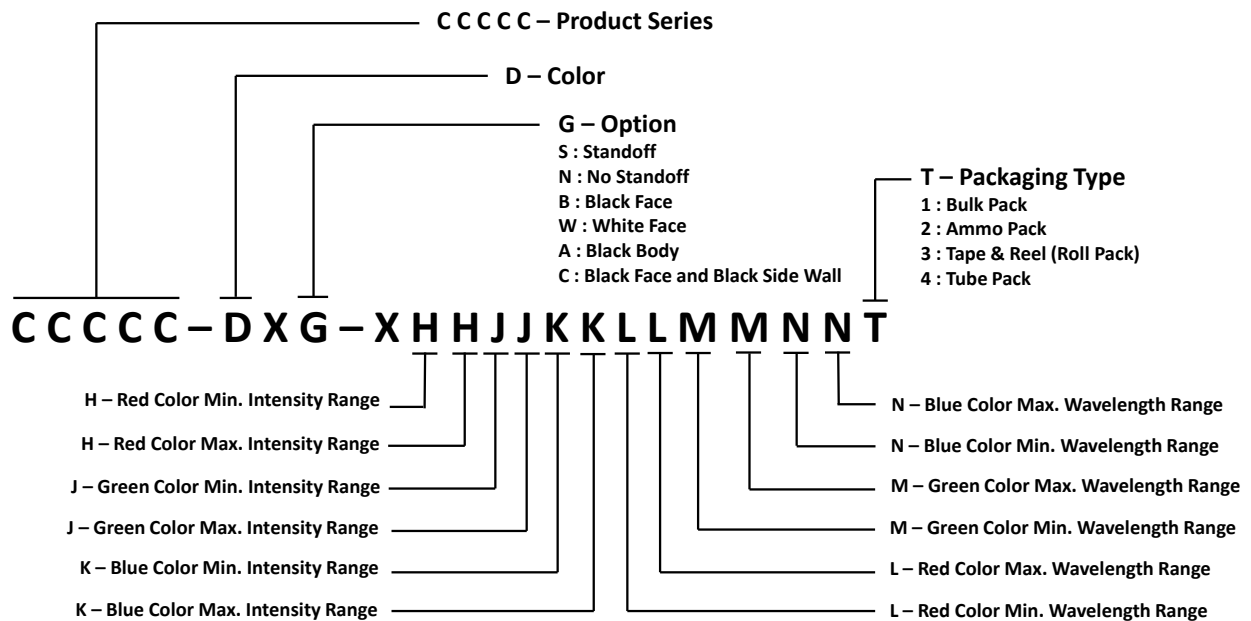 C C C C C – Product Series
D – Color
G – Option
S : Standoff
N : No Standoff
B : Black Face
W : White Face
A : Black Body
C : Black Face and Black Side Wall
T – Packaging Type
1 : Bulk Pack
2 : Ammo Pack
3 : Tape & Reel (Roll Pack)
4 : Tube Pack
C C C C C – D X G – X H H J J K K L L M M N N T
H – Red Color Min. Intensity Range
H – Red Color Max. Intensity Range
J – Green Color Min. Intensity Range
J – Green Color Max. Intensity Range
K – Blue Color Min. Intensity Range
K – Blue Color Max. Intensity Range
N – Blue Color Max. Wavelength Range
N – Blue Color Min. Wavelength Range
M – Green Color Max. Wavelength Range
M – Green Color Min. Wavelength Range
L – Red Color Max. Wavelength Range
L – Red Color Min. Wavelength Range